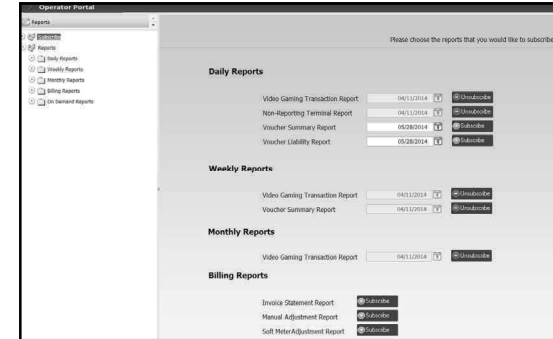 Operator Portal
Reports
Subscribe
Reports
Daily Reports
Weekly Reports
Monthly Reports
Billing Reports
On Demand Reports
Please choose the reports that you would like to subscribe
Daily Reports
Video Gaming Transaction Report 04/11/2014 Unsubscribe
Non-Reporting Terminal Report 04/11/2014 Unsubscribe
Voucher Summary Report 05/28/2014 Subscribe
Voucher Liability Report 05/28/2014 Subscribe
Weekly Reports
Video Gaming Transaction Report 04/11/2014 Unsubscribe
Voucher Summary Report 04/11/2014 Unsubscribe
Monthly Reports
Video Gaming Transaction Report 04/11/2014 Unsubscribe
Billing Reports
Invoice Statement Report Subscribe
Manual Adjustment Report Subscribe
Soft MeterAdjustment Report Subscribe